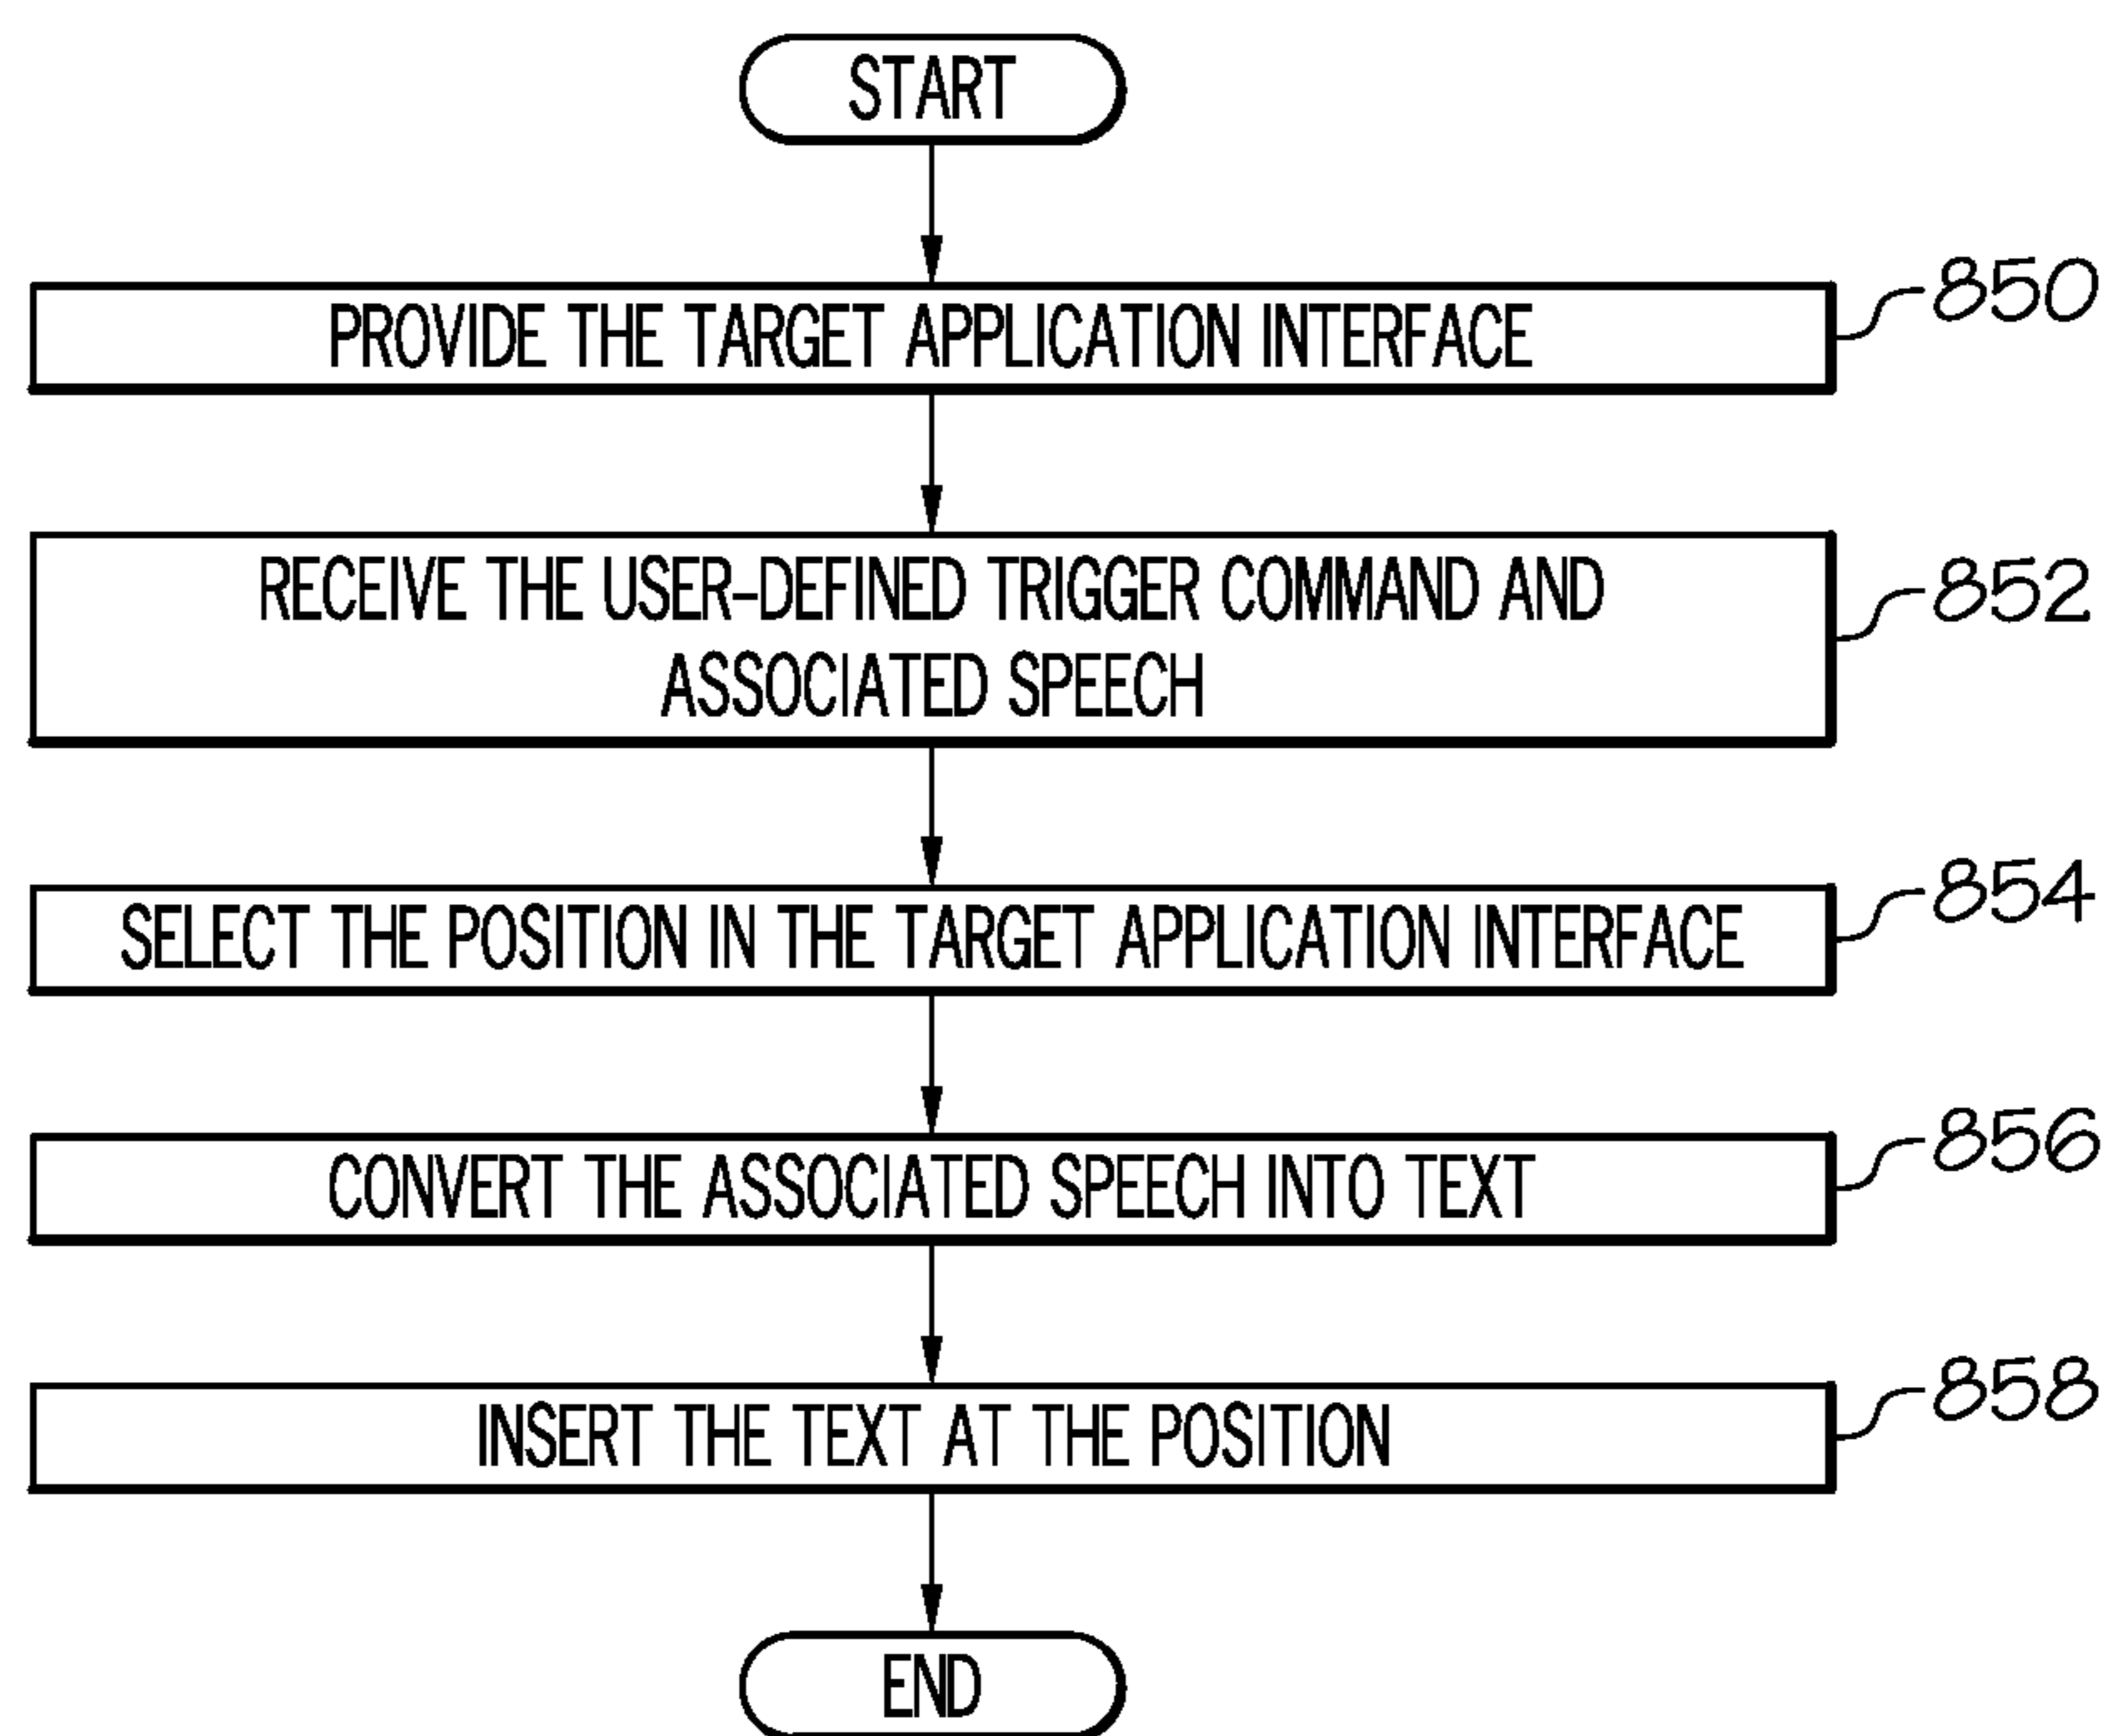 START
PROVIDE THE TARGET APPLICATION INTERFACE
850
RECEIVE THE USER-DEFINED TRIGGER COMMAND AND
ASSOCIATED SPEECH
852
SELECT THE POSITION IN THE TARGET APPLICATION INTERFACE
854
CONVERT THE ASSOCIATED SPEECH INTO TEXT
856
INSERT THE TEXT AT THE POSITION
858
END